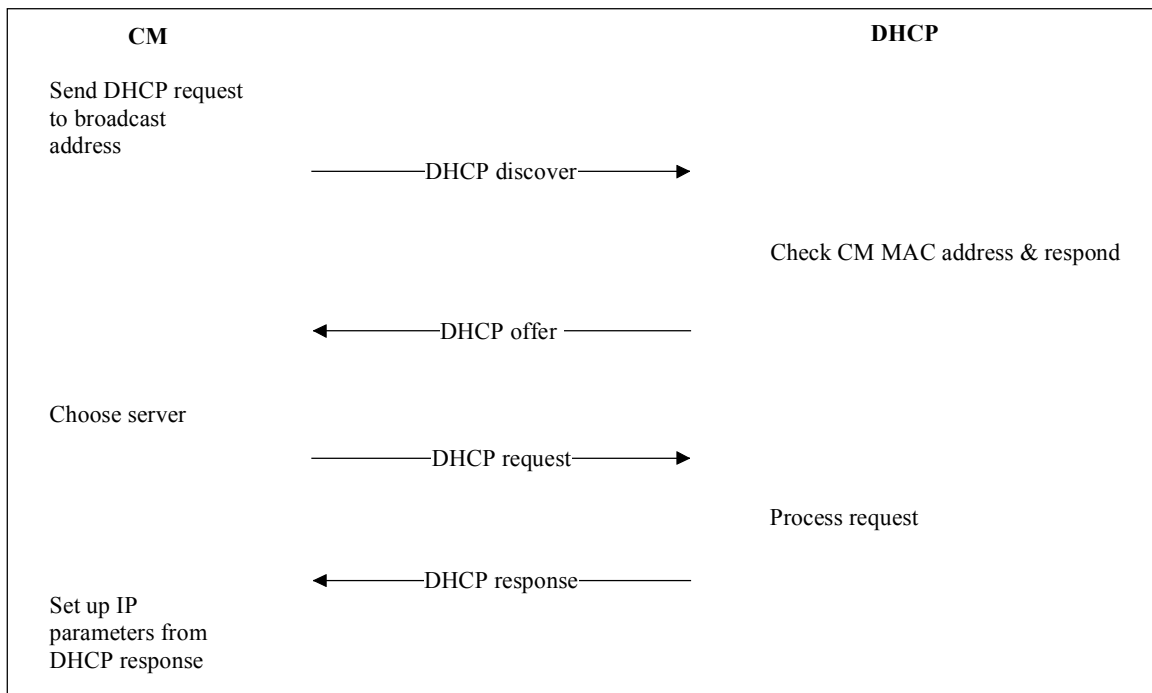 CM
DHCP
Send DHCP request
to broadcast
address
DHCP discover
Check CM MAC address & respond
DHCP offer
Choose server
DHCP request
Process request
DHCP response
Set up IP
parameters from
DHCP response